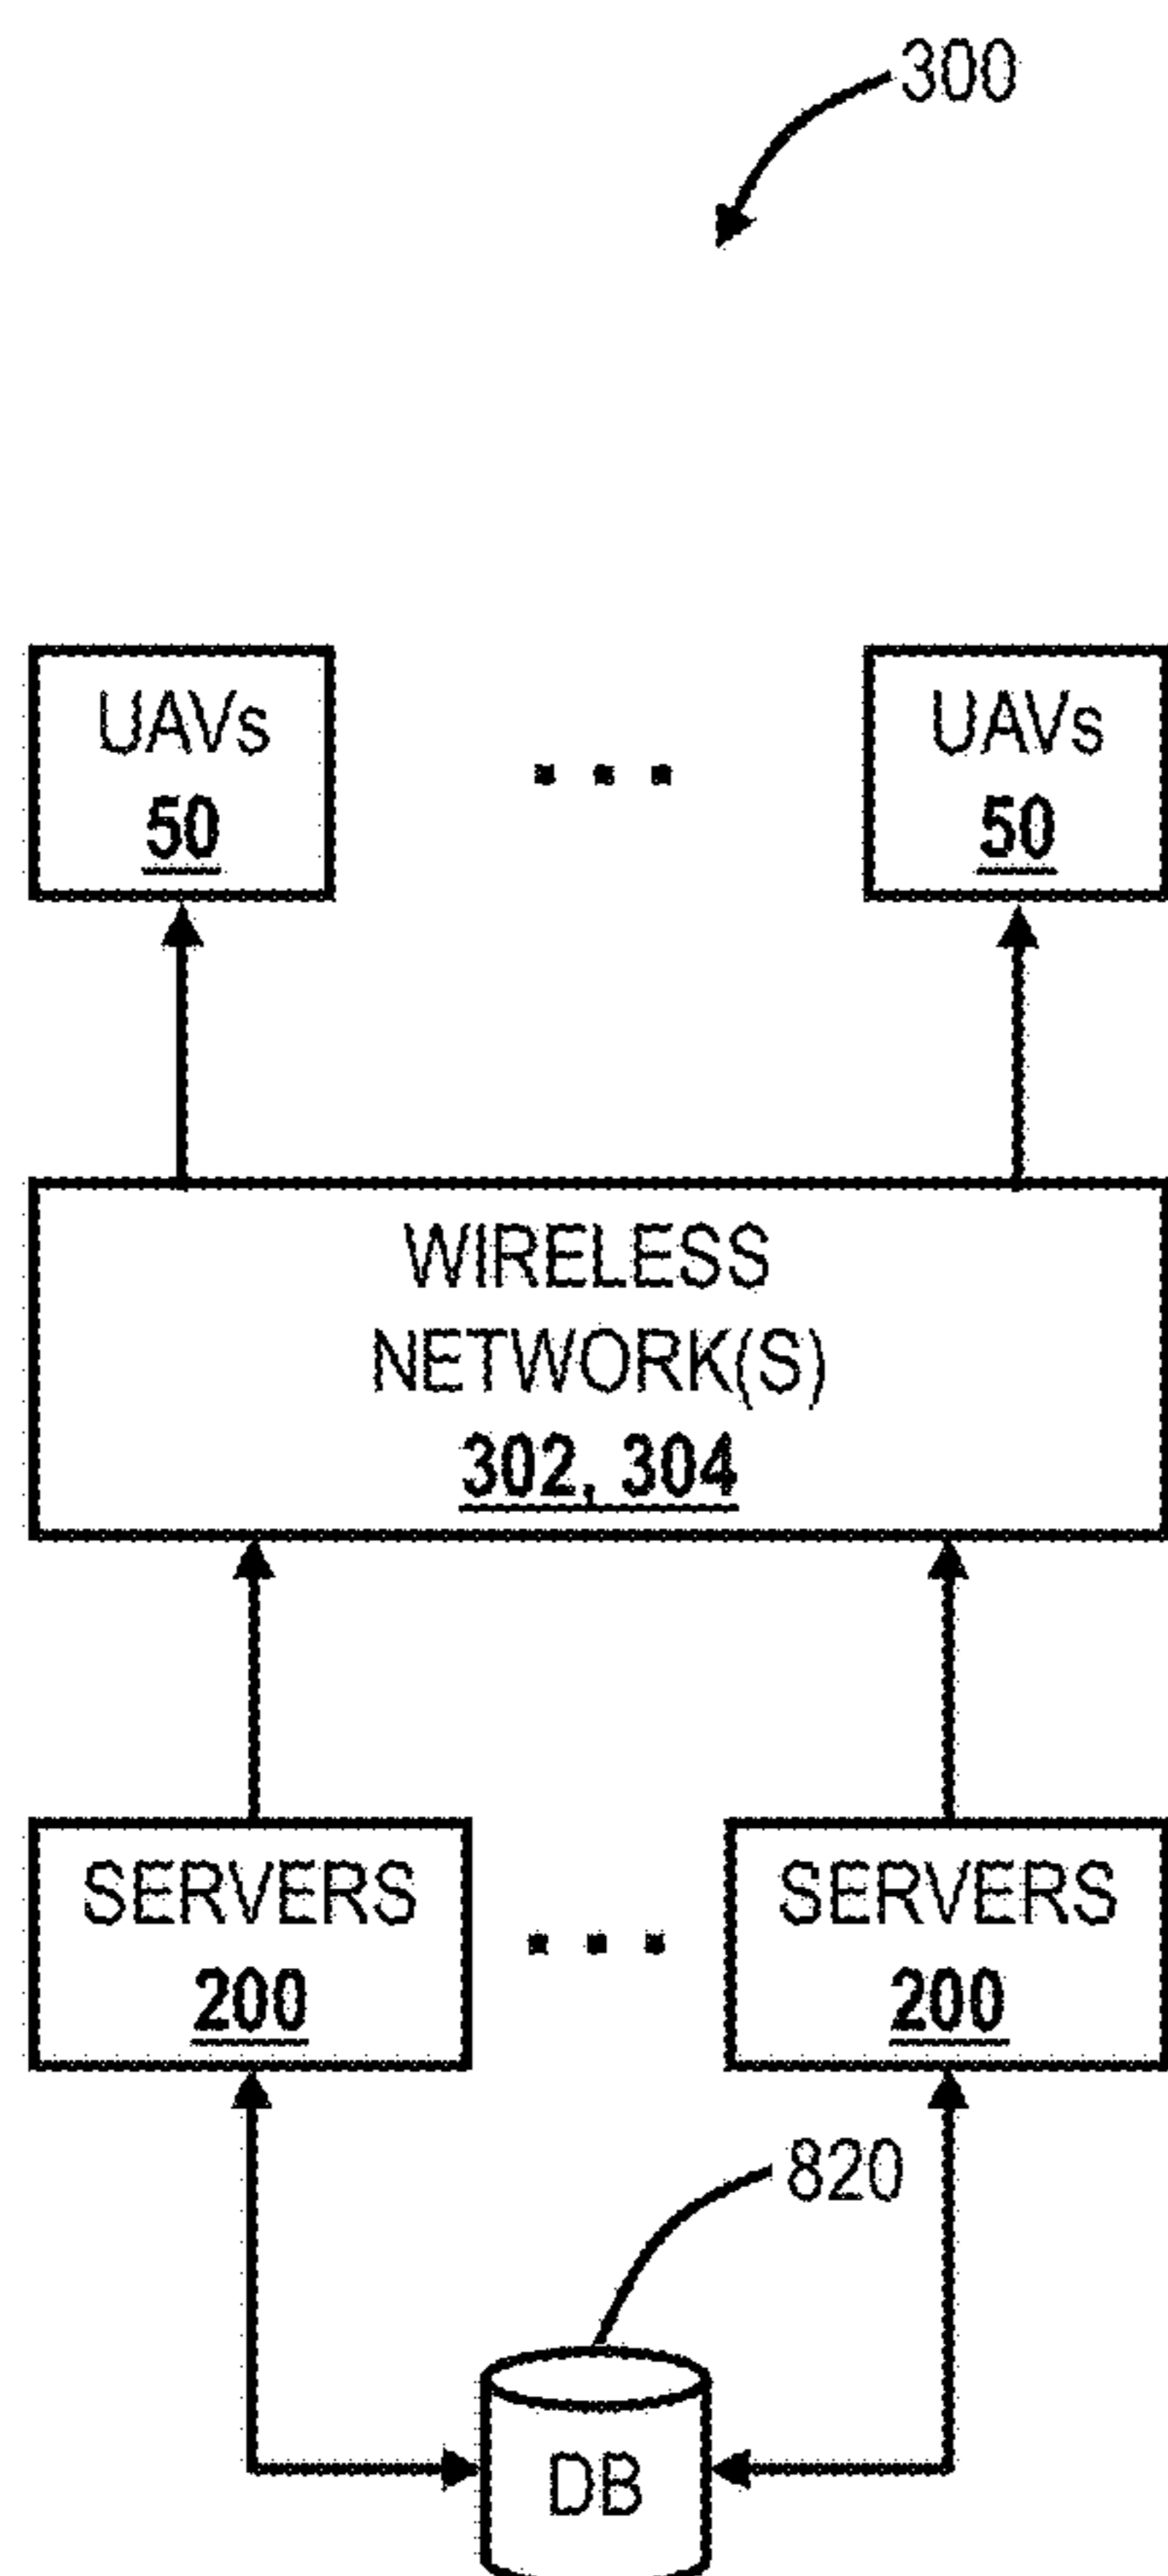 300
UAVs
50
UAVs
50
WIRELESS
NETWORK(S)
302, 304
SERVERS
200
SERVERS
200
820
DB